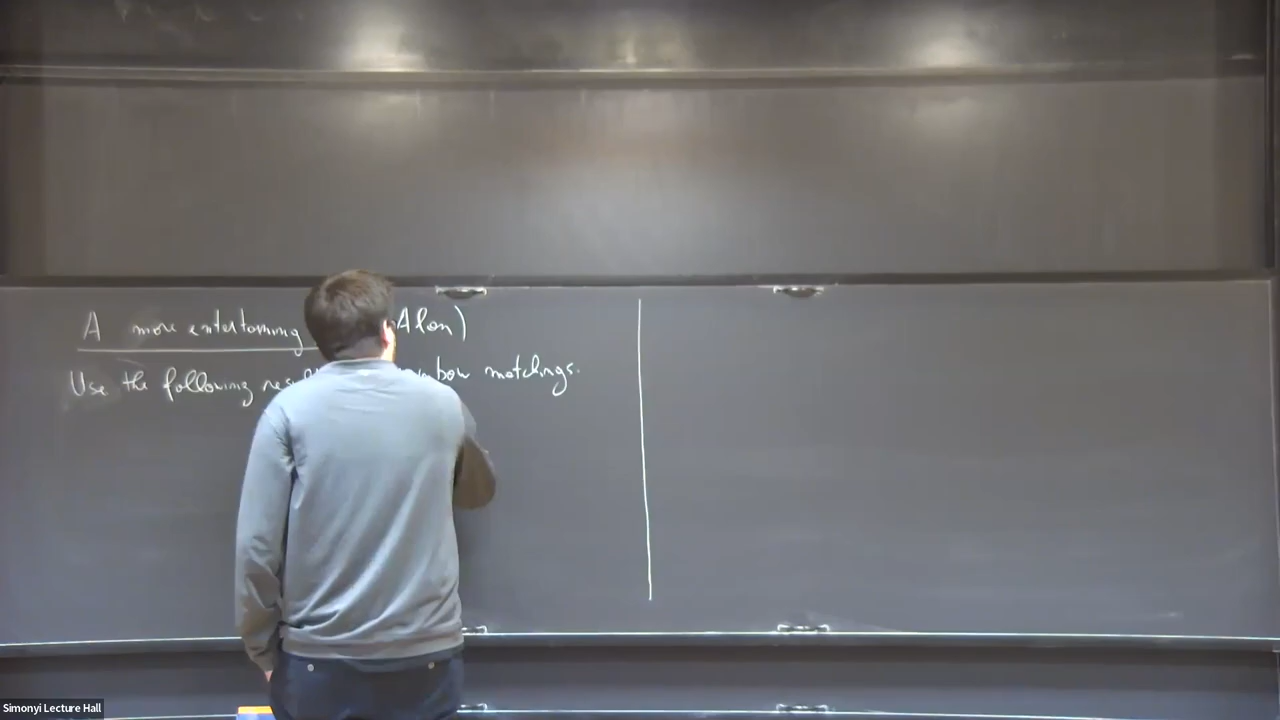 A more entertaining Alon)
Use the following matchings.
Simonyi Lecture Hall